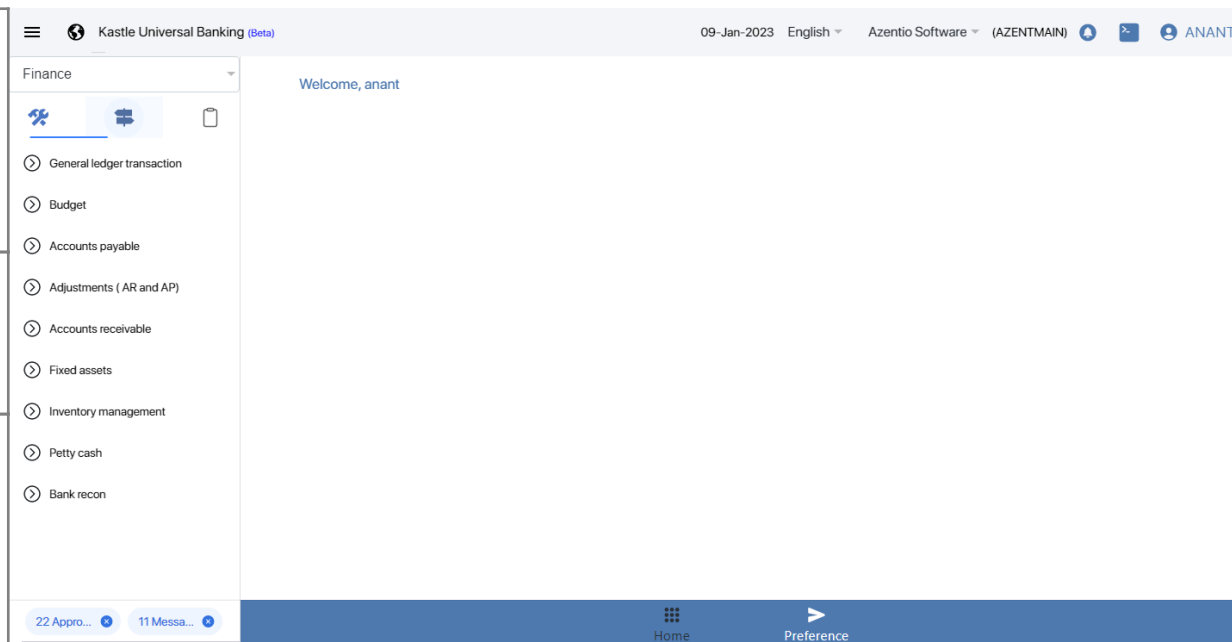 Kastle Universal Banking (Beta) 09-Jan-2023 English Azentio Software (AZENTMAIN) ANANT
Finance
Welcome, anant
General ledger transaction
Budget
Accounts payable
Adjustments ( AR and AP)
Accounts receivable
Fixed assets
Inventory management
Petty cash
Bank recon
22 Appro... 11 Messa...
Home Preference